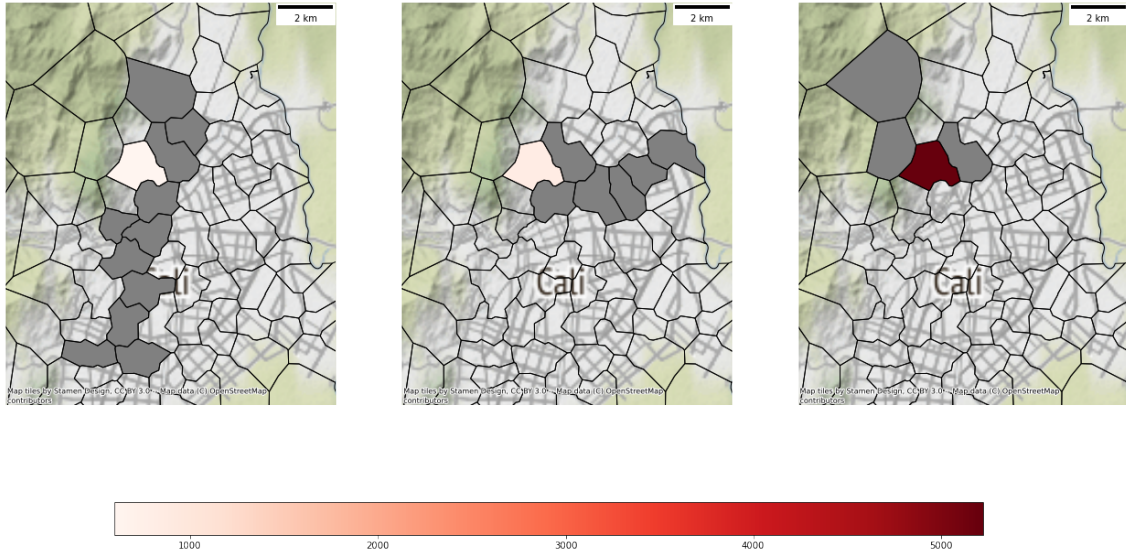 2 km
2 km
2 km
Cali
Cali
Cali
Map tiles by Stamen Design, CC BY 3.0 -- Map data (C) OpenStreetMap
contributors
Map tiles by Stamen Design, CC BY 3.0 -- Map data (C) OpenStreetMap
contributors
Map tiles by Stamen Design, CC BY 3.0 -- Map data (C) OpenStreetMap
contributors
1000 2000 3000 4000 5000